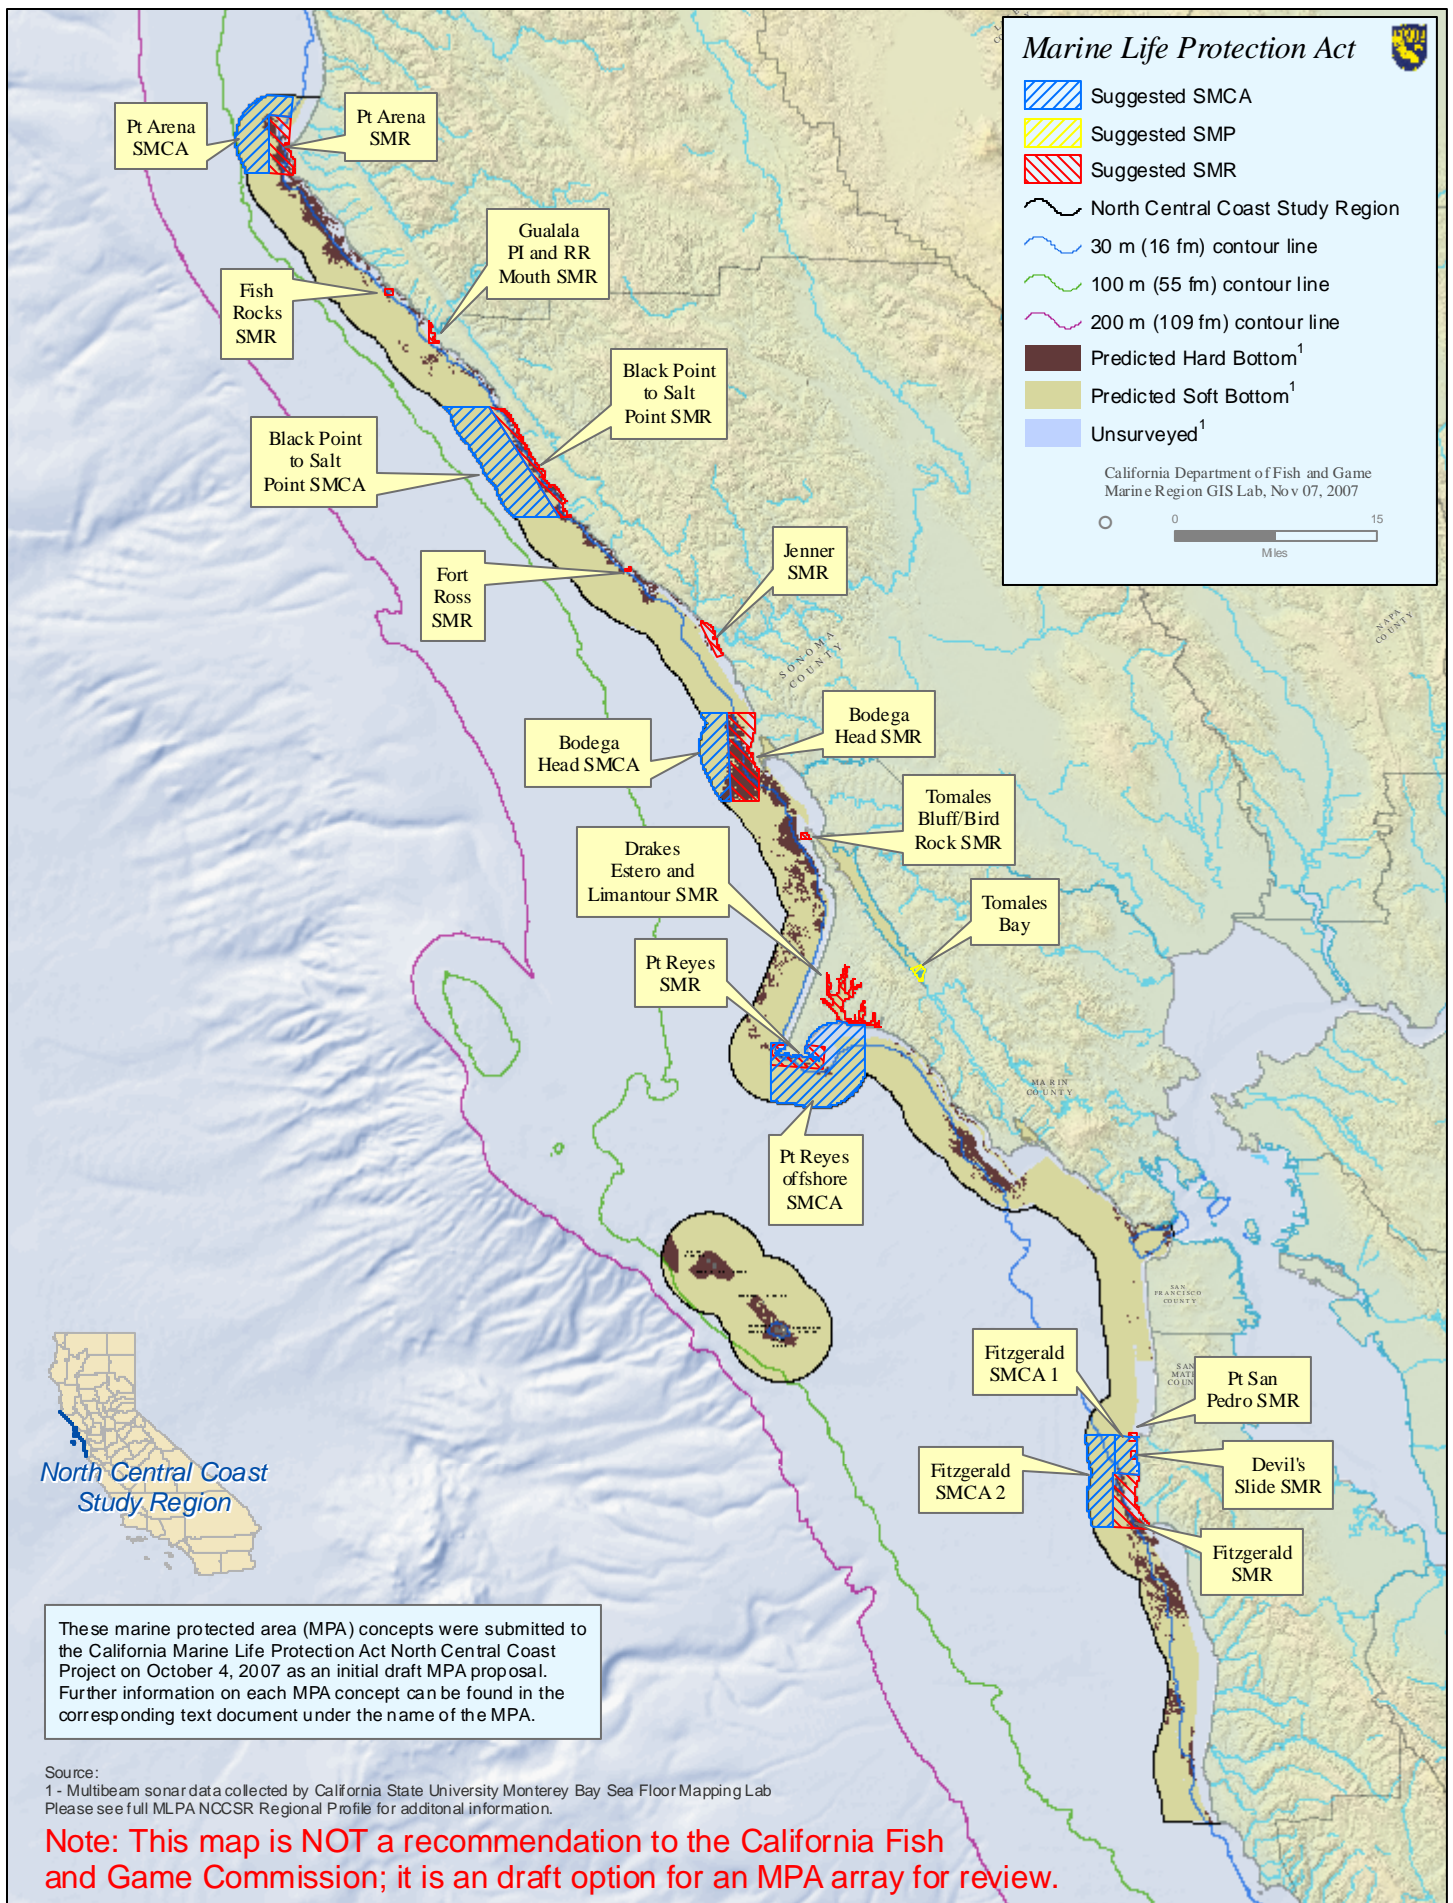 Marine Life Protection Act
Suggested SMCA
Suggested SMP
Suggested SMR
North Central Coast Study Region
30 m (16 fm) contour line
100 m (55 fm) contour line
200 m (109 fm) contour line
Predicted Hard Bottom1
Predicted Soft Bottom1
Unsurveyed1
California Department of Fish and Game
Marine Region GIS Lab, Nov 07, 2007
0 15
Miles
Pt Arena
SMCA
Pt Arena
SMR
Gualala
PI and RR
Mouth SMR
Fish
Rocks
SMR
Black Point
to Salt
Point SMR
Black Point
to Salt
Point SMCA
Jenner
SMR
Fort
Ross
SMR
NAPA
COUNTY
SONOMA
COUNTY
Bodega
Head SMR
Bodega
Head SMCA
Tomales
Bluff/Bird
Rock SMR
Drakes
Estero and
Limantour SMR
Tomales
Bay
Pt Reyes
SMR
MARIN
COUNTY
Pt Reyes
offshore
SMCA
SAN
FRANCISCO
COUNTY
Fitzgerald
SMCA 1
SAN
MAT
COUN
Pt San
Pedro SMR
Fitzgerald
SMCA 2
Devil's
Slide SMR
Fitzgerald
SMR
North Central Coast
Study Region
These marine protected area (MPA) concepts were submitted to
the California Marine Life Protection Act North Central Coast
Project on October 4, 2007 as an initial draft MPA proposal.
Further information on each MPA concept can be found in the
corresponding text document under the name of the MPA.
Source:
1 - Multibeam sonar data collected by California State University Monterey Bay Sea Floor Mapping Lab
Please see full MLPA NCCSR Regional Profile for additonal information.
Note: This map is NOT a recommendation to the California Fish
and Game Commission; it is an draft option for an MPA array for review.